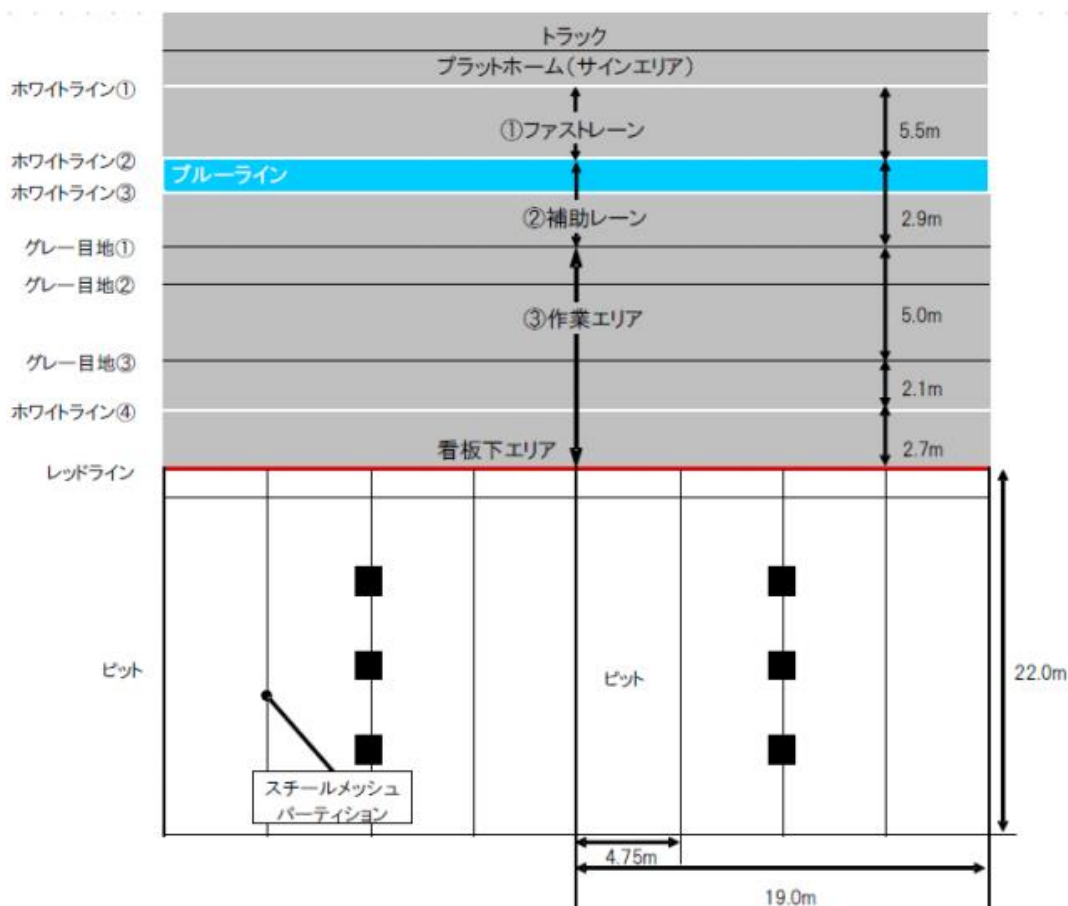 トラック
プラットホーム(サインエリア)
ホワイトライン①
①ファストレーン
5.5m
ホワイトライン②
ブルーライン
ホワイトライン③
②補助レーン
2.9m
グレー目地①
グレー目地②
③作業エリア
5.0m
グレー目地③
2.1m
ホワイトライン④
看板下エリア
2.7m
レッドライン
ピット
ピット
22.0m
スチールメッシュ
パーティション
4.75m
19.0m